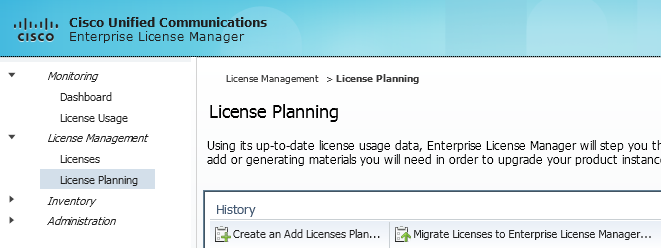 Cisco Unified Communications
CISCO
Enterprise License Manager
Monitoring
Dashboard
License Usage
License Management
Licenses
License Planning
Inventory
Administration
License Management > License Planning
License Planning
Using its up-to-date license usage data, Enterprise License Manager will step you th
add or generating materials you will need in order to upgrade your product instanc
History
Create an Add Licenses Plan...
Migrate Licenses to Enterprise License Manager...